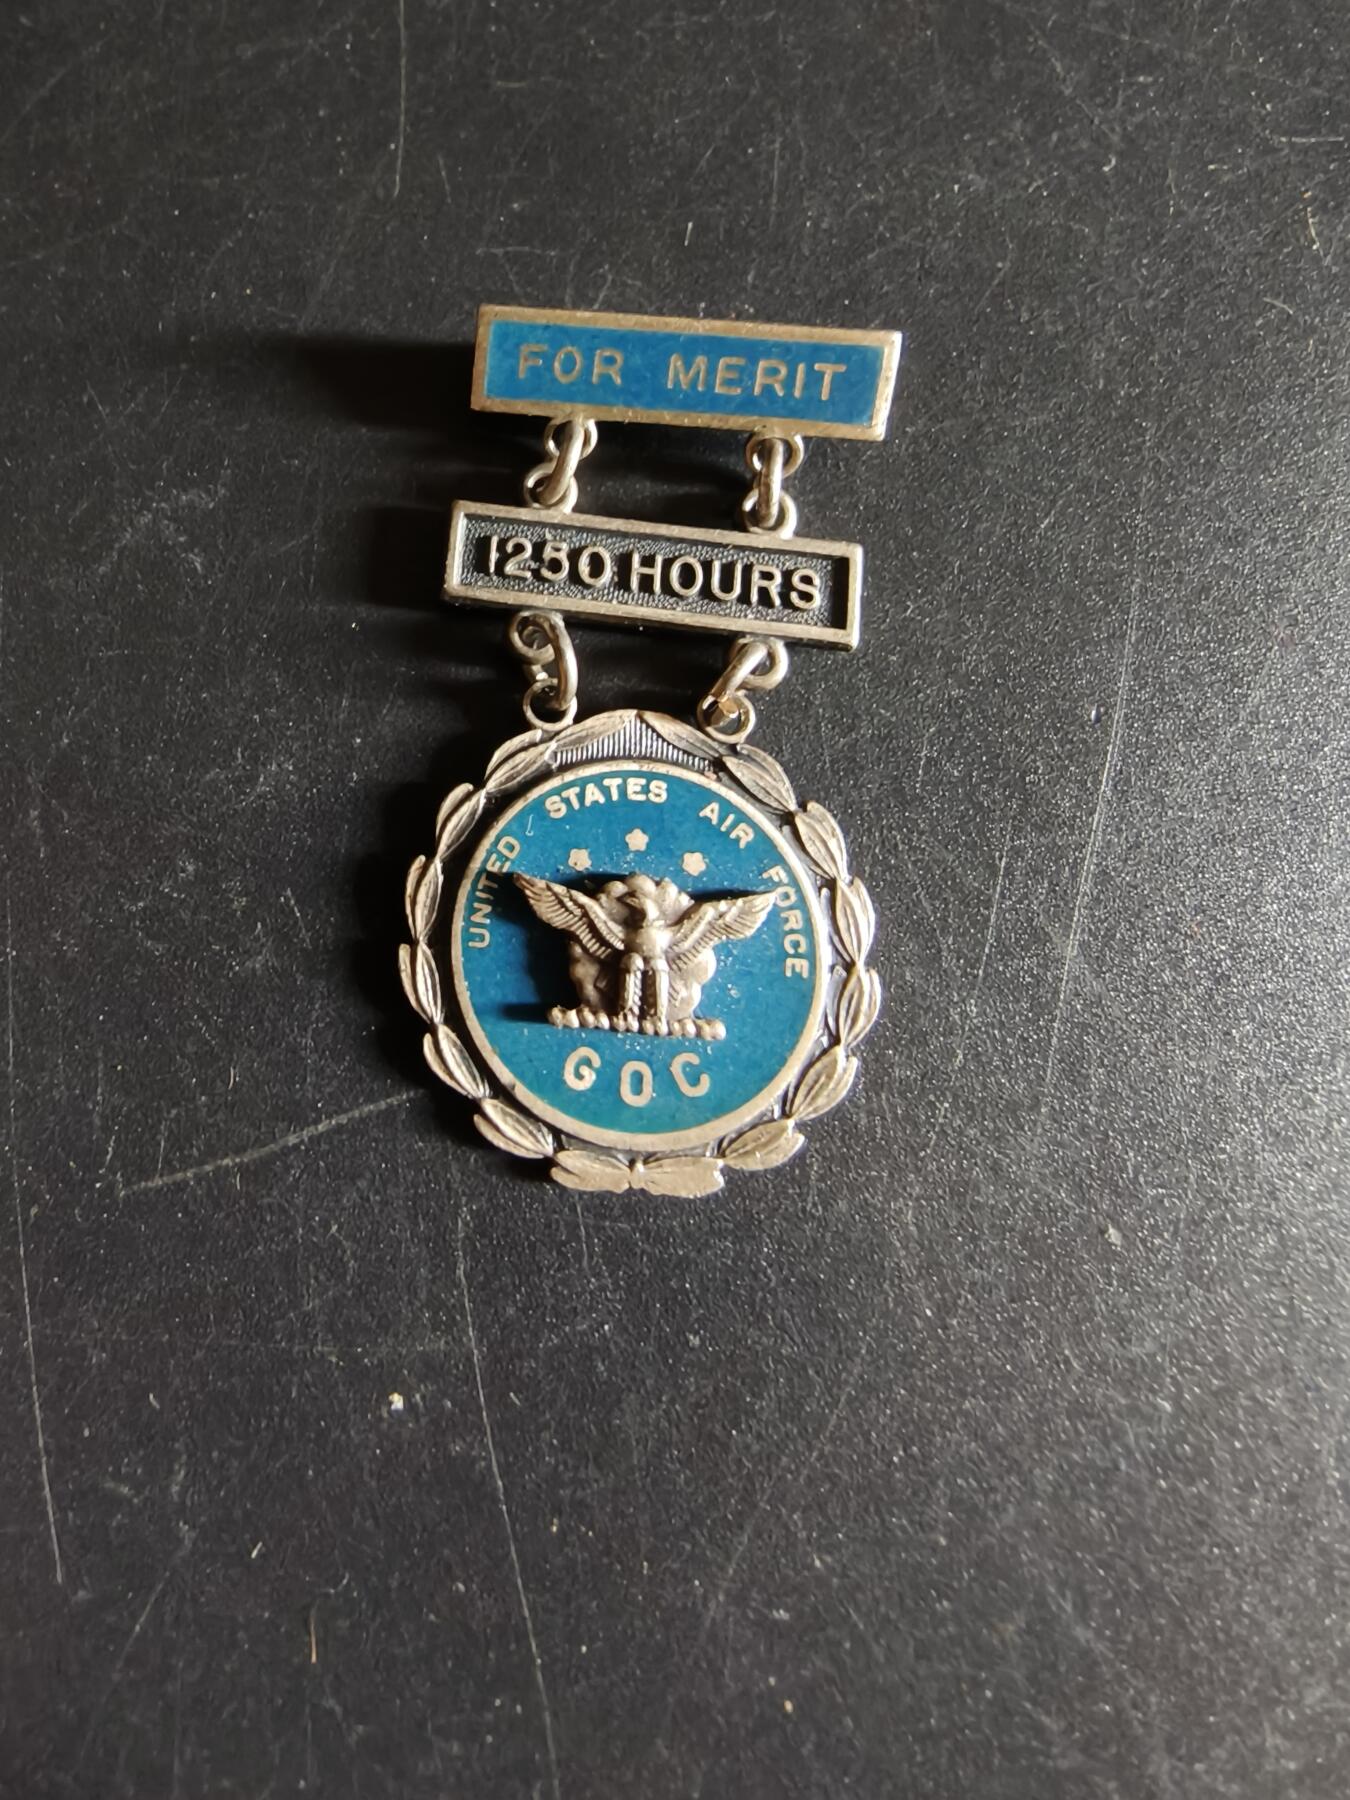 FOR MERIT
1250 HOURS
UNITED STATES AIR FORCE
GOC